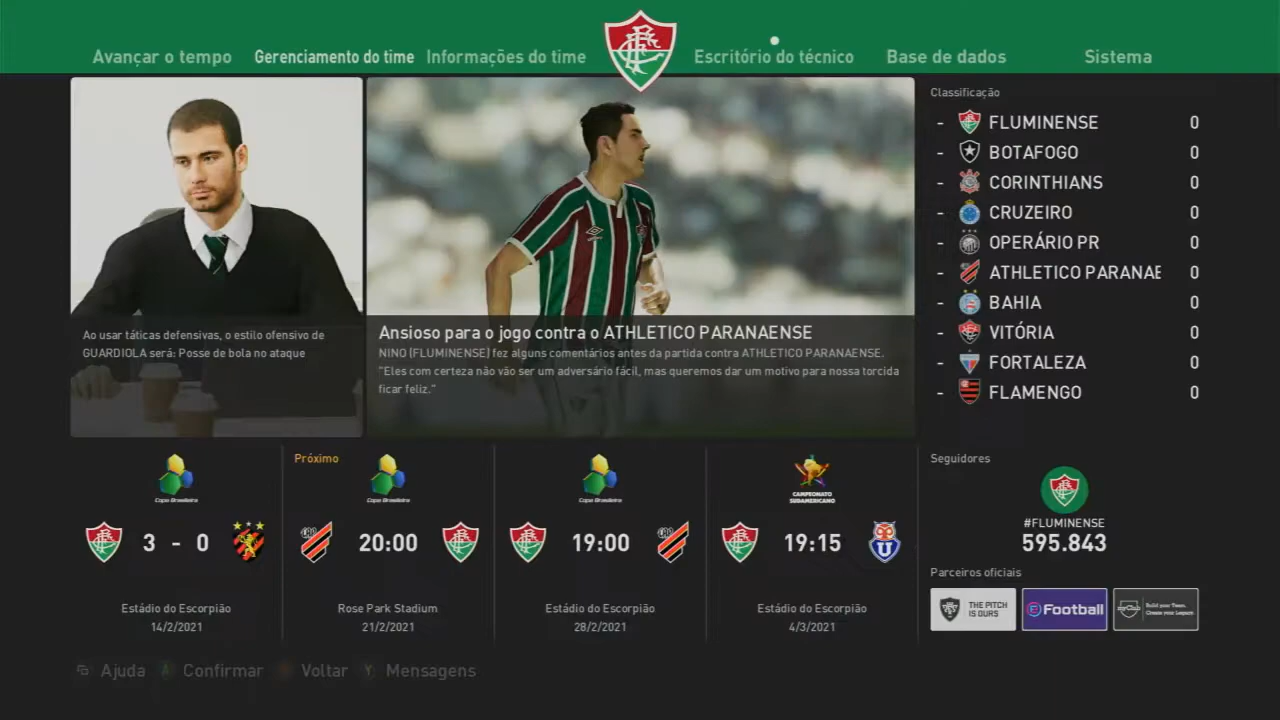 Avançar o tempo
Gerenciamento do time
Informações do time
Escritório do técnico
Base de dados
Sistema
Ao usar táticas defensivas, o estilo ofensivo de
GUARDIOLA será: Posse de bola no ataque
Ansioso para o jogo contra o ATHLETICO PARANAENSE
NINO (FLUMINENSE) fez alguns comentários antes da partida contra ATHLETICO PARANAENSE.
"Eles com certeza não vão ser um adversário fácil, mas queremos dar um motivo para nossa torcida
ficar feliz."
Classificação
- FLUMINENSE 0
- BOTAFOGO 0
- CORINTHIANS 0
- CRUZEIRO 0
- OPERÁRIO PR 0
- ATHLETICO PARANAE 0
- BAHIA 0
- VITÓRIA 0
- FORTALEZA 0
- FLAMENGO 0
Copa Brasileira
3 - 0
Estádio do Escorpião
14/2/2021
Próximo
Copa Brasileira
20:00
Rose Park Stadium
21/2/2021
Copa Brasileira
19:00
Estádio do Escorpião
28/2/2021
CAMPEONATO
SUDAMERICANO
19:15
Estádio do Escorpião
4/3/2021
Seguidores
#FLUMINENSE
595.843
Parceiros oficiais
THE PITCH
IS OURS
eFootball
Build your Team.
Create your Legacy.
Ajuda
A Confirmar
Voltar
Y Mensagens